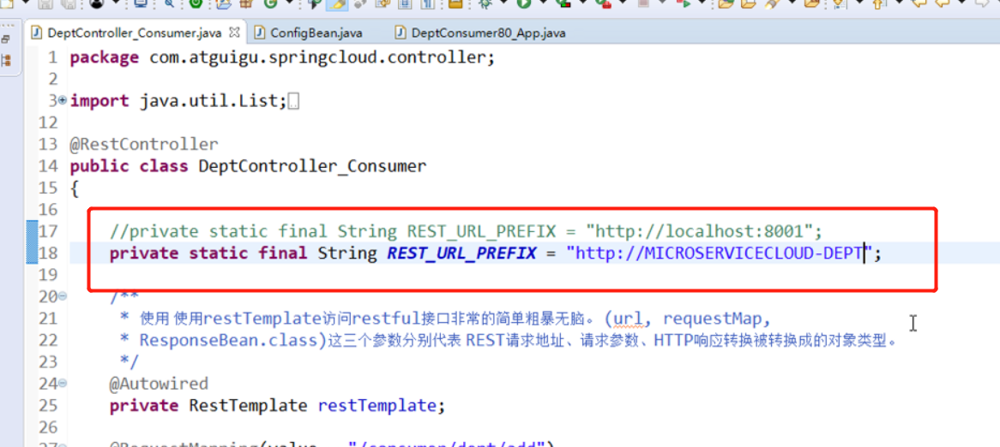 DeptController_Consumer.java ConfigBean.java DeptConsumer80_App.java
1 package com.atguigu.springcloud.controller;
2
3 import java.util.List;
12
13 @RestController
14 public class DeptController_Consumer
15 {
16
17 //private static final String REST_URL_PREFIX = "http://localhost:8001";
18 private static final String REST_URL_PREFIX = "http://MICROSERVICECLOUD-DEPT";
19
20 /**
21 * 使用 使用restTemplate访问restful接口非常的简单粗暴无脑。(url, requestMap,
22 * ResponseBean.class)这三个参数分别代表 REST请求地址、请求参数、HTTP响应转换被转换成的对象类型。
23 */
24 @Autowired
25 private RestTemplate restTemplate;
26
27 @RequestMapping(value = "/consumer/dept/add")